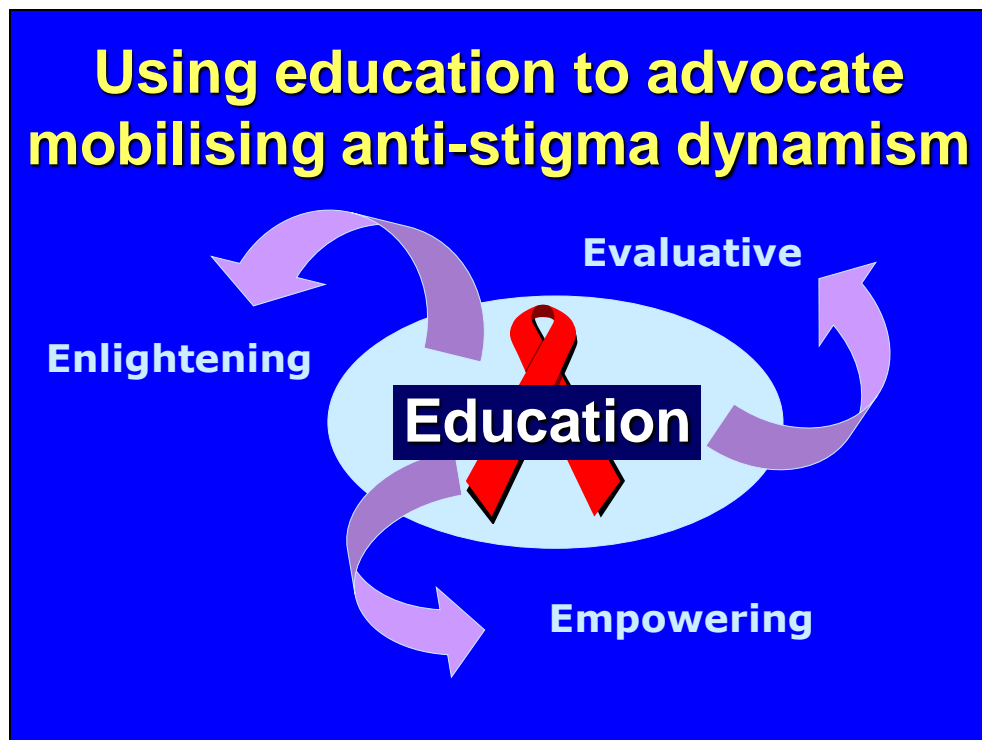 Using education to advocate
mobilising anti-stigma dynamism
Evaluative
Enlightening
Education
Empowering